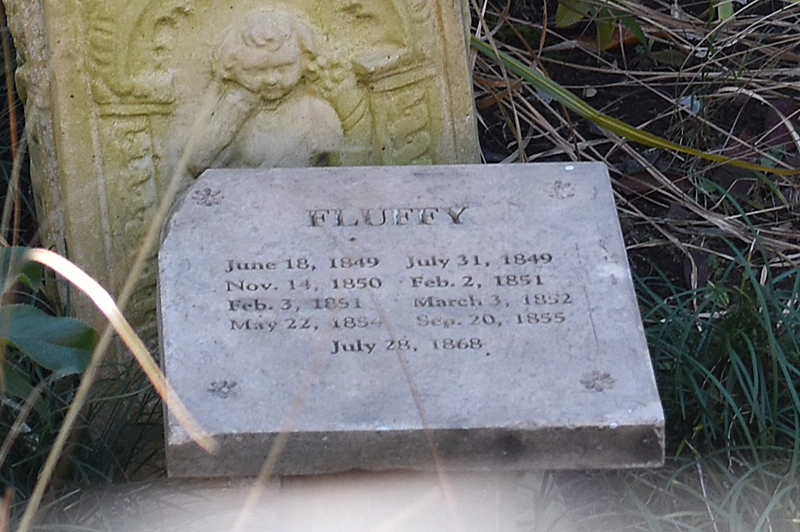 FLUFFY
June 18, 1849 July 31, 1849
Nov. 14, 1850 Feb. 2, 1851
Feb. 3, 1851 March 3, 1852
May 22, 1854 Sep. 20, 1855
July 28, 1868